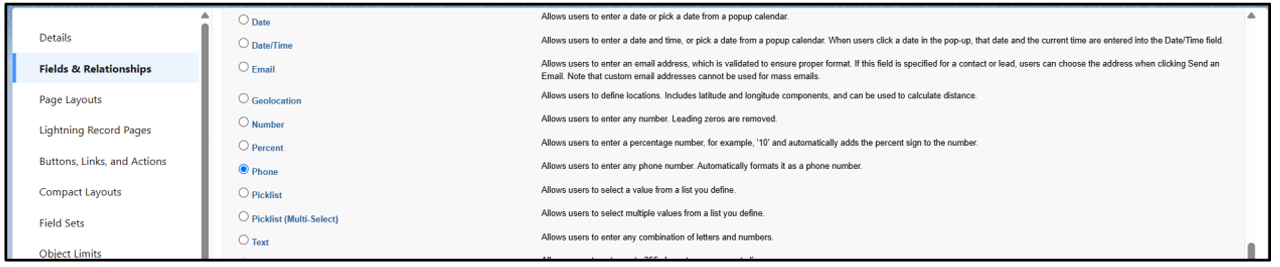 Details
Fields & Relationships
Page Layouts
Lightning Record Pages
Buttons, Links, and Actions
Compact Layouts
Field Sets
Object Limits
Date
Allows users to enter a date or pick a date from a popup calendar.
Date/Time
Allows users to enter a date and time, or pick a date from a popup calendar. When users click a date in the pop-up, that date and the current time are entered into the Date/Time field.
Email
Allows users to enter an email address, which is validated to ensure proper format. If this field is specified for a contact or lead, users can choose the address when clicking Send an
Email. Note that custom email addresses cannot be used for mass emails.
Geolocation
Allows users to define locations. Includes latitude and longitude components, and can be used to calculate distance.
Number
Allows users to enter any number. Leading zeros are removed.
Percent
Allows users to enter a percentage number, for example, '10' and automatically adds the percent sign to the number.
Phone
Allows users to enter any phone number. Automatically formats it as a phone number.
Picklist
Allows users to select a value from a list you define.
Picklist (Multi-Select)
Allows users to select multiple values from a list you define.
Text
Allows users to enter any combination of letters and numbers.